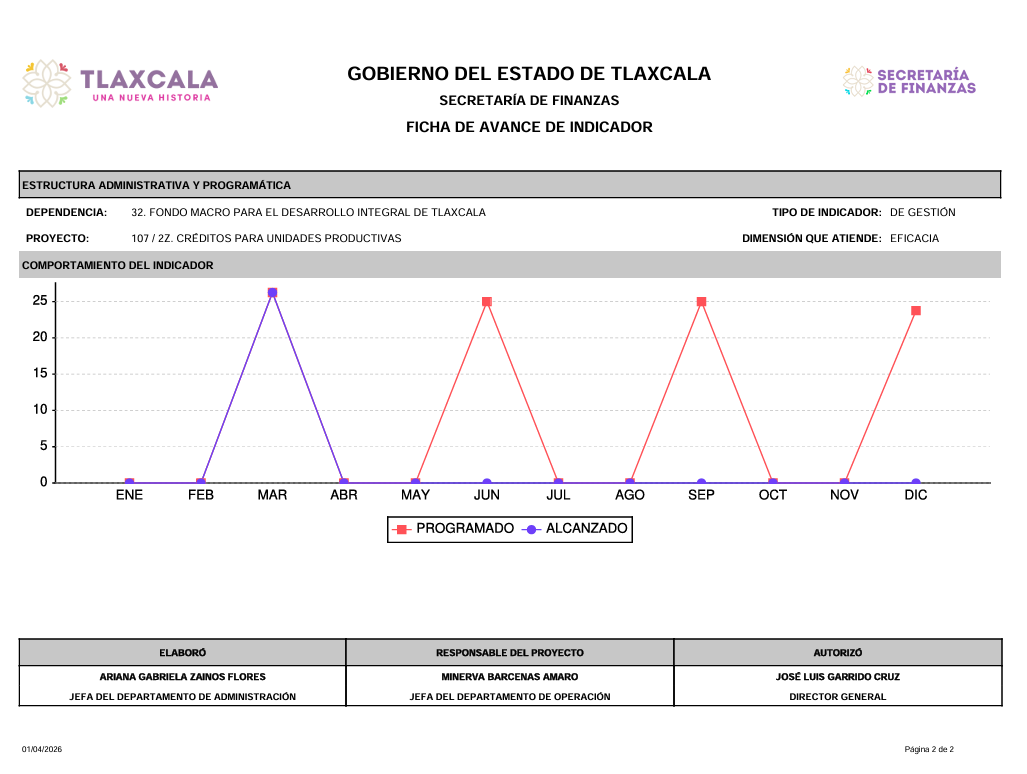 TLAXCALA
UNA NUEVA HISTORIA
GOBIERNO DEL ESTADO DE TLAXCALA
SECRETARÍA DE FINANZAS
FICHA DE AVANCE DE INDICADOR
SECRETARÍA
DE FINANZAS
ESTRUCTURA ADMINISTRATIVA Y PROGRAMÁTICA
DEPENDENCIA: 32. FONDO MACRO PARA EL DESARROLLO INTEGRAL DE TLAXCALA TIPO DE INDICADOR: DE GESTIÓN
PROYECTO: 107 / 2Z. CRÉDITOS PARA UNIDADES PRODUCTIVAS DIMENSIÓN QUE ATIENDE: EFICACIA
COMPORTAMIENTO DEL INDICADOR
25
20
15
10
5
0
ENE FEB MAR ABR MAY JUN JUL AGO SEP OCT NOV DIC
PROGRAMADO ALCANZADO
ELABORÓ RESPONSABLE DEL PROYECTO AUTORIZÓ
ARIANA GABRIELA ZAINOS FLORES MINERVA BARCENAS AMARO JOSÉ LUIS GARRIDO CRUZ
JEFA DEL DEPARTAMENTO DE ADMINISTRACIÓN JEFA DEL DEPARTAMENTO DE OPERACIÓN DIRECTOR GENERAL
01/04/2026 Página 2 de 2